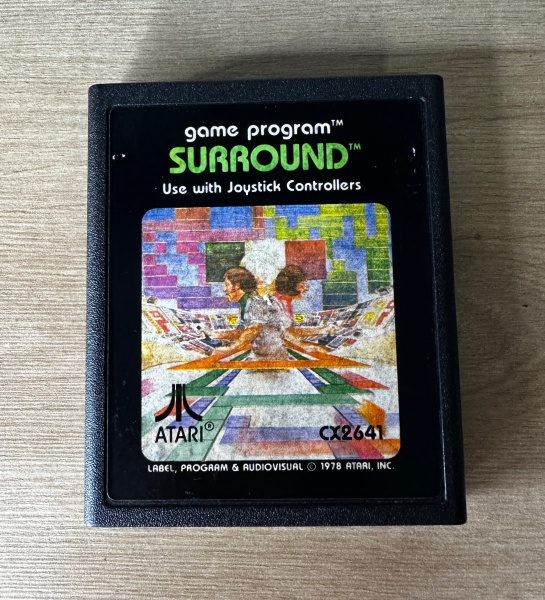 game program™
SURROUND™
Use with Joystick Controllers
ATARI®
CX2641
LABEL, PROGRAM & AUDIOVISUAL © 1978 ATARI, INC.